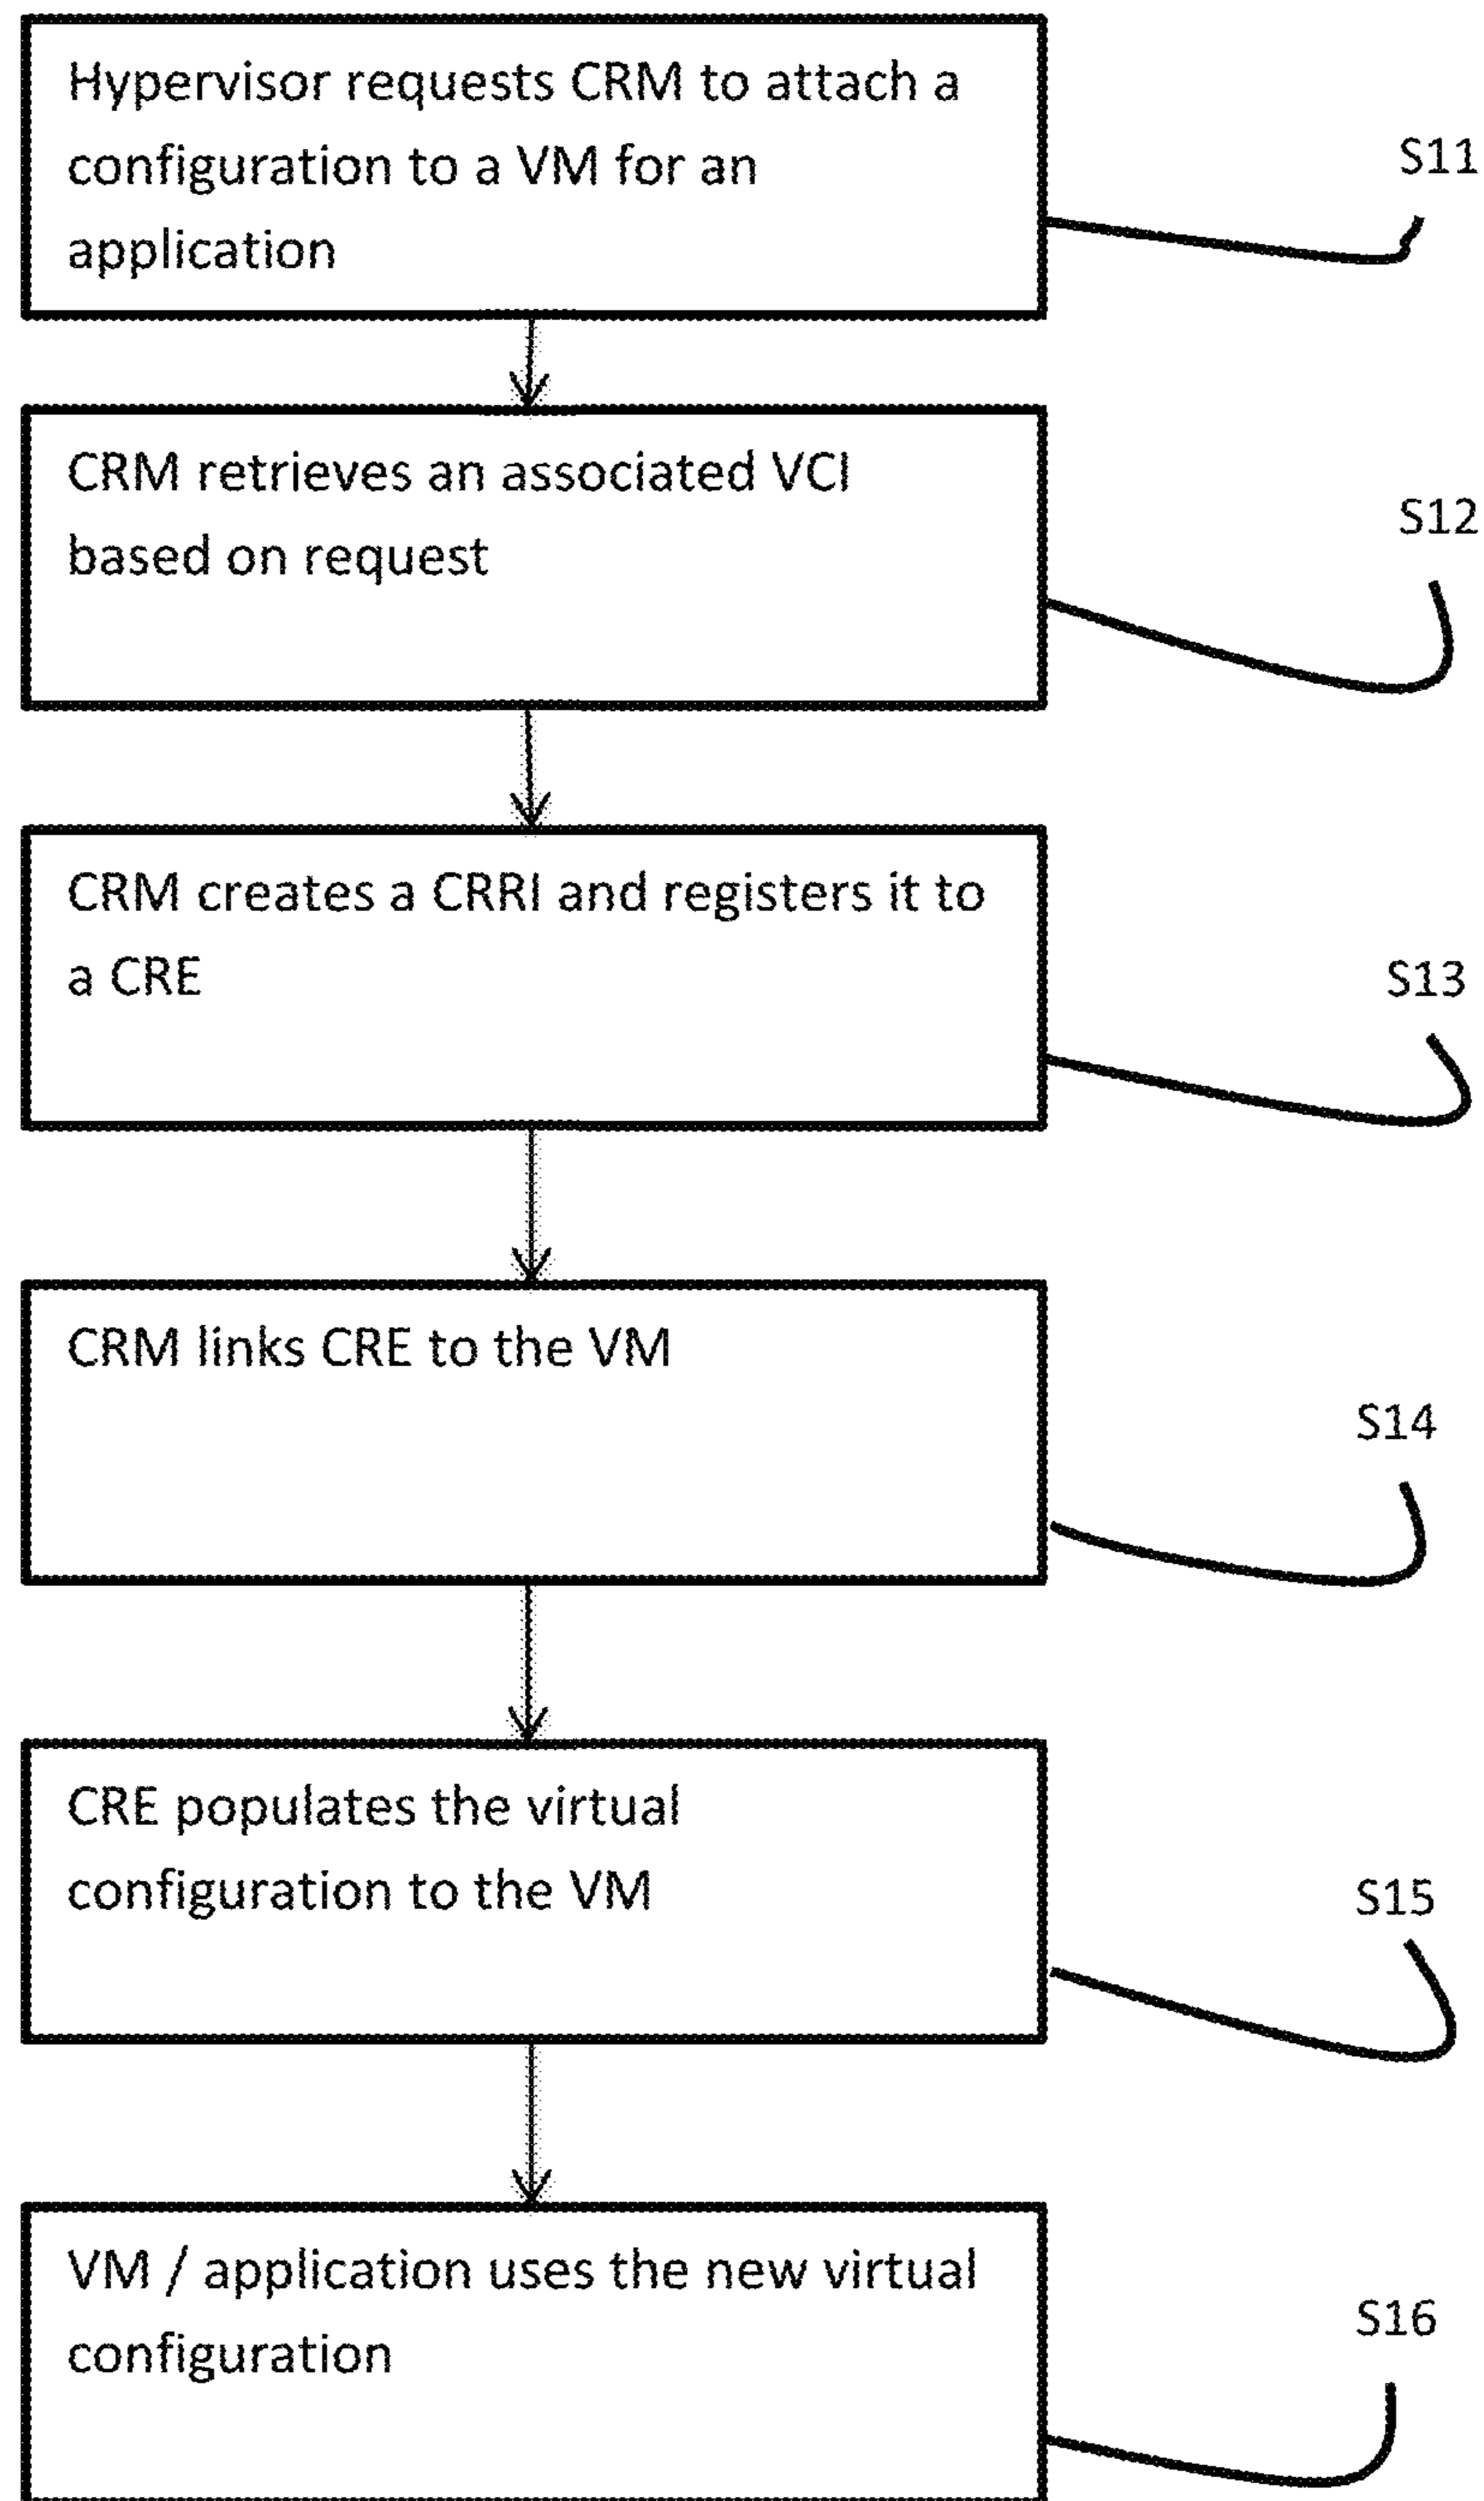 Hypervisor requests CRM to attach a
configuration to a VM for an
application
S11
CRM retrieves an associated VCI
based on request
S12
CRM creates a CRRI and registers it to
a CRE
S13
CRM links CRE to the VM
S14
CRE populates the virtual
configuration to the VM
S15
VM / application uses the new virtual
configuration
S16